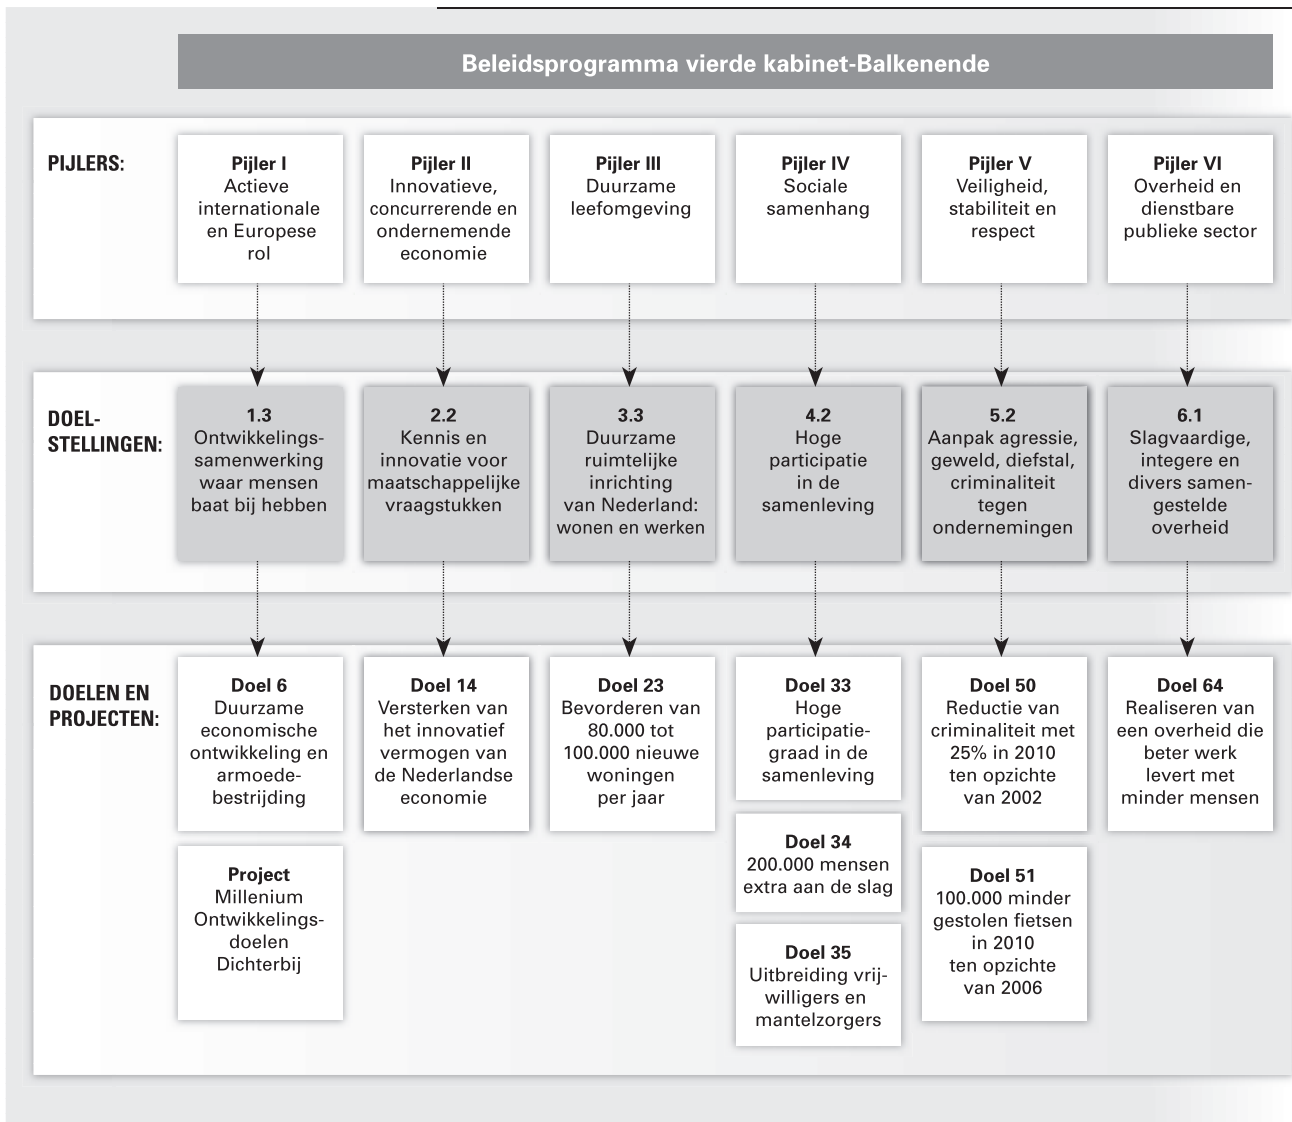 Beleidsprogramma vierde kabinet-Balkenende
PIJLERS:
Pijler I
Actieve
internationale
en Europese
rol
Pijler II
Innovatieve,
concurrerende en
ondernemende
economie
Pijler III
Duurzame
leefomgeving
Pijler IV
Sociale
samenhang
Pijler V
Veiligheid,
stabiliteit en
respect
Pijler VI
Overheid en
dienstbare
publieke sector
DOEL-
STELLINGEN:
1.3
Ontwikkelings-
samenwerking
waar mensen
baat bij hebben
2.2
Kennis en
innovatie voor
maatschappelijke
vraagstukken
3.3
Duurzame
ruimtelijke
inrichting
van Nederland:
wonen en werken
4.2
Hoge
participatie
in de
samenleving
5.2
Aanpak agressie,
geweld, diefstal,
criminaliteit
tegen
ondernemingen
6.1
Slagvaardige,
integere en
divers samen-
gestelde
overheid
DOELEN EN
PROJECTEN:
Doel 6
Duurzame
economische
ontwikkeling en
armoede-
bestrijding
Project
Millenium
Ontwikkelings-
doelen
Dichterbij
Doel 14
Versterken van
het innovatief
vermogen van
de Nederlandse
economie
Doel 23
Bevorderen van
80.000 tot
100.000 nieuwe
woningen
per jaar
Doel 33
Hoge
participatie-
graad in de
samenleving
Doel 34
200.000 mensen
extra aan de slag
Doel 35
Uitbreiding vrij-
willigers en
mantelzorgers
Doel 50
Reductie van
criminaliteit met
25% in 2010
ten opzichte
van 2002
Doel 51
100.000 minder
gestolen fietsen
in 2010
ten opzichte
van 2006
Doel 64
Realiseren van
een overheid die
beter werk
levert met
minder mensen